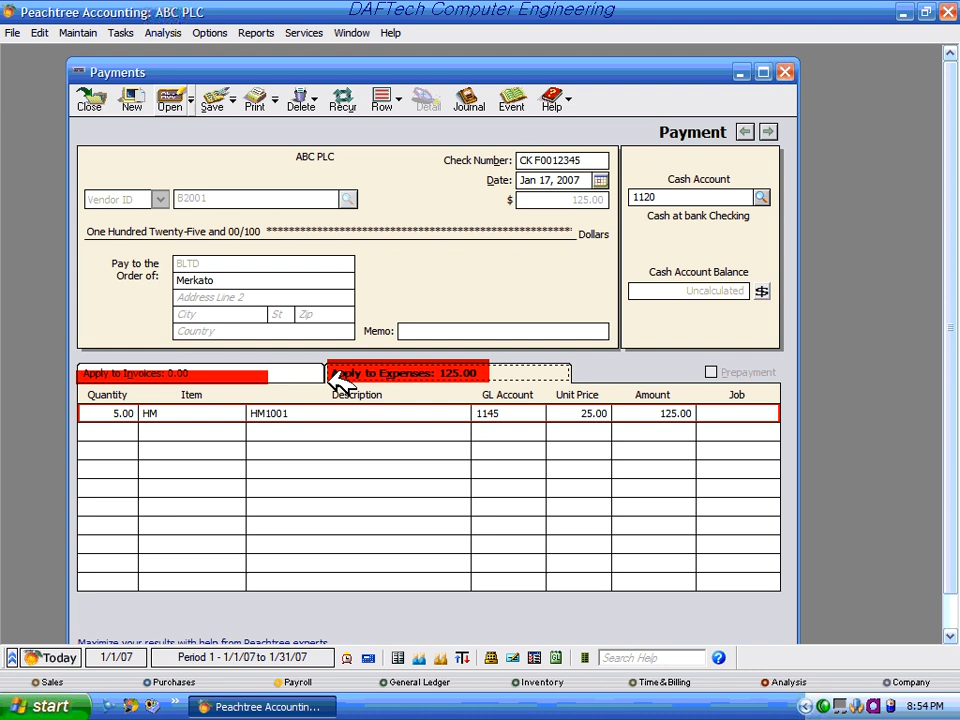 Peachtree Accounting: ABC PLC
DAFTech Computer Engineering
File Edit Maintain Tasks Analysis Options Reports Services Window Help
Payments
Close New Open Save Print Delete Recur Row Detail Journal Event Help
Payment
ABC PLC
Check Number: CK F0012345
Date: Jan 17, 2007
$ 125.00
Vendor ID B2001
One Hundred Twenty-Five and 00/100 ************************************************************ Dollars
Pay to the
Order of:
BLTD
Merkato
Address Line 2
City St Zip
Country
Memo:
Cash Account
1120
Cash at bank Checking
Cash Account Balance
Uncalculated
Apply to Invoices: 0.00 Apply to Expenses: 125.00 Prepayment
Quantity Item Description GL Account Unit Price Amount Job
5.00 HM HM1001 1145 25.00 125.00
Maximize your results with help from Peachtree experts
Today 1/1/07 Period 1 - 1/1/07 to 1/31/07 Search Help
Sales Purchases Payroll General Ledger Inventory Time & Billing Analysis Company
start Peachtree Accountin... 8:54 PM